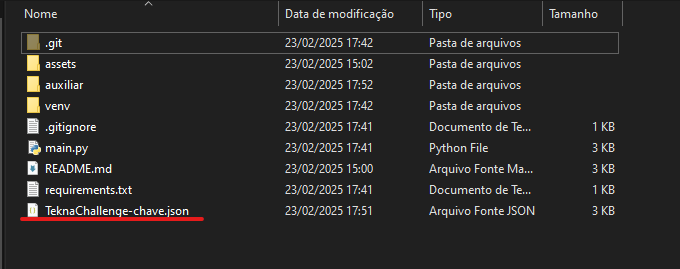 Nome Data de modificação Tipo Tamanho
.git 23/02/2025 17:42 Pasta de arquivos
assets 23/02/2025 15:02 Pasta de arquivos
auxiliar 23/02/2025 17:52 Pasta de arquivos
venv 23/02/2025 17:42 Pasta de arquivos
.gitignore 23/02/2025 17:41 Documento de Te... 1 KB
main.py 23/02/2025 17:41 Python File 3 KB
README.md 23/02/2025 15:00 Arquivo Fonte Ma... 3 KB
requirements.txt 23/02/2025 17:41 Documento de Te... 1 KB
TeknaChallenge-chave.json 23/02/2025 17:51 Arquivo Fonte JSON 3 KB